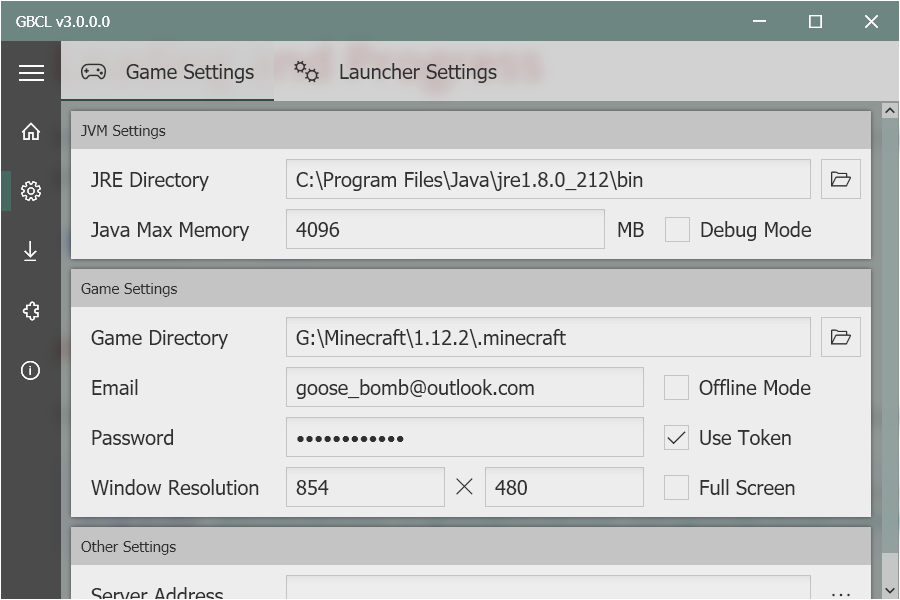 GBCL v3.0.0.0
Game Settings Launcher Settings
JVM Settings
JRE Directory C:\Program Files\Java\jre1.8.0_212\bin
Java Max Memory 4096 MB Debug Mode
Game Settings
Game Directory G:\Minecraft\1.12.2\.minecraft
Email goose_bomb@outlook.com Offline Mode
Password •••••••••••• Use Token
Window Resolution 854 × 480 Full Screen
Other Settings
Server Address ...